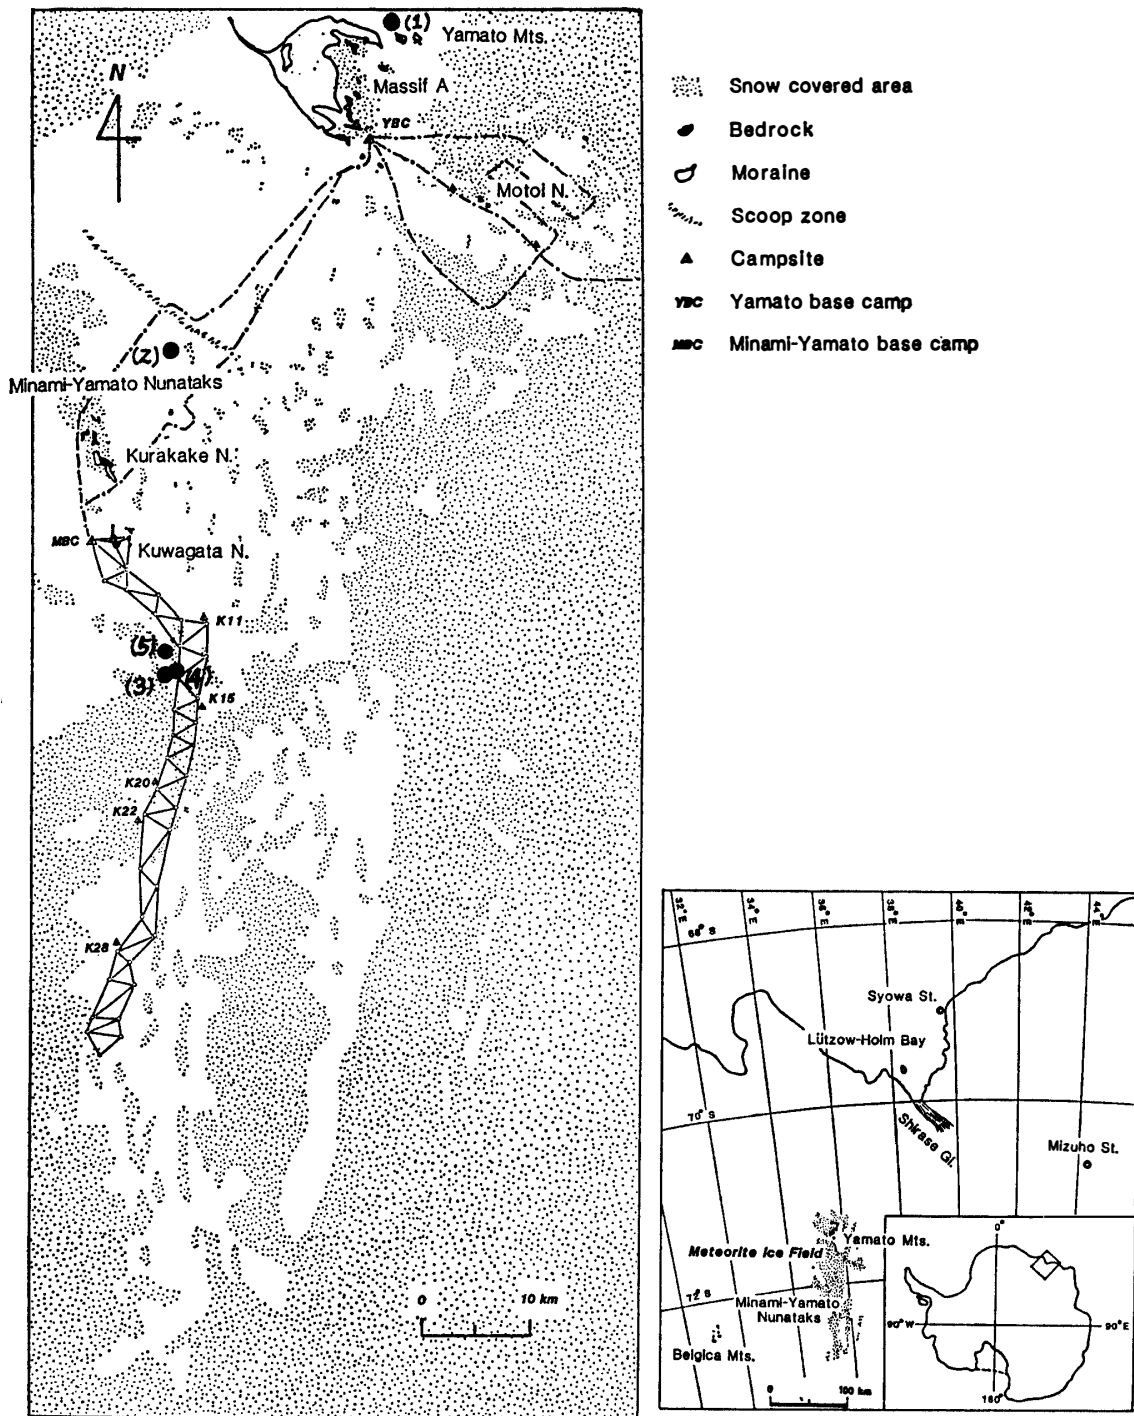 (1)
Yamato Mts.
N
Massif A
YBC
Motoi N.
(2)
Minami-Yamato Nunataks
Kurakake N.
MBC
Kuwagata N.
K11
(5)
(3)
(4)
K15
K20
K22
K28
0 10 km
Snow covered area
Bedrock
Moraine
Scoop zone
Campsite
YBC Yamato base camp
MBC Minami-Yamato base camp
32°E 34°E 36°E 38°E 40°E 42°E 44°E
68°S
Syowa St.
Lützow-Holm Bay
70°S
Shirase Gl.
Mizuho St.
Yamato Mts.
Meteorite Ice Field
72°S
Minami-Yamato
Nunataks
Belgica Mts.
0 100 km
0°
90°W
90°E
180°